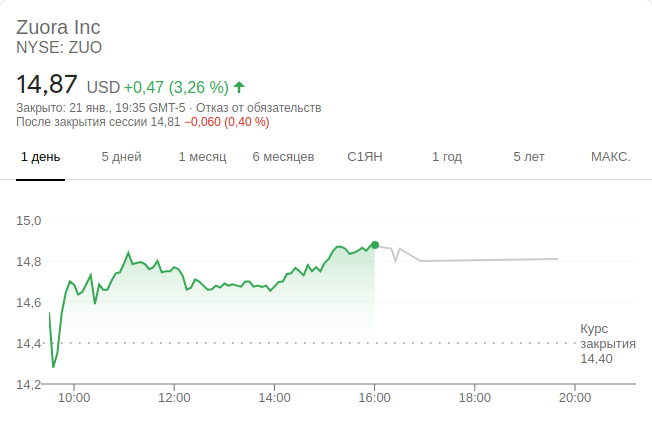 Zuora Inc
NYSE: ZUO
14,87 USD +0,47 (3,26 %)
Закрыто: 21 янв., 19:35 GMT-5 · Отказ от обязательств
После закрытия сессии 14,81 −0,060 (0,40 %)
1 день 5 дней 1 месяц 6 месяцев С1ЯН 1 год 5 лет МАКС.
15,0
14,8
14,6
14,4
14,2
Курс
закрытия
14,40
10:00 12:00 14:00 16:00 18:00 20:00